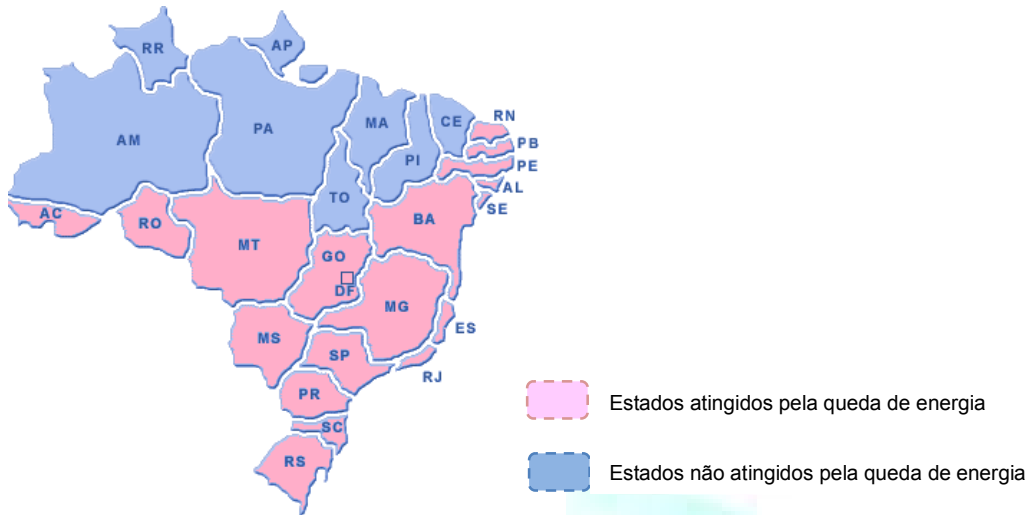 RR
AP
AM
PA
MA
CE
RN
PB
PI
PE
AL
TO
SE
AC
RO
BA
MT
GO
DF
MG
ES
MS
SP
RJ
PR
SC
RS
Estados atingidos pela queda de energia
Estados não atingidos pela queda de energia